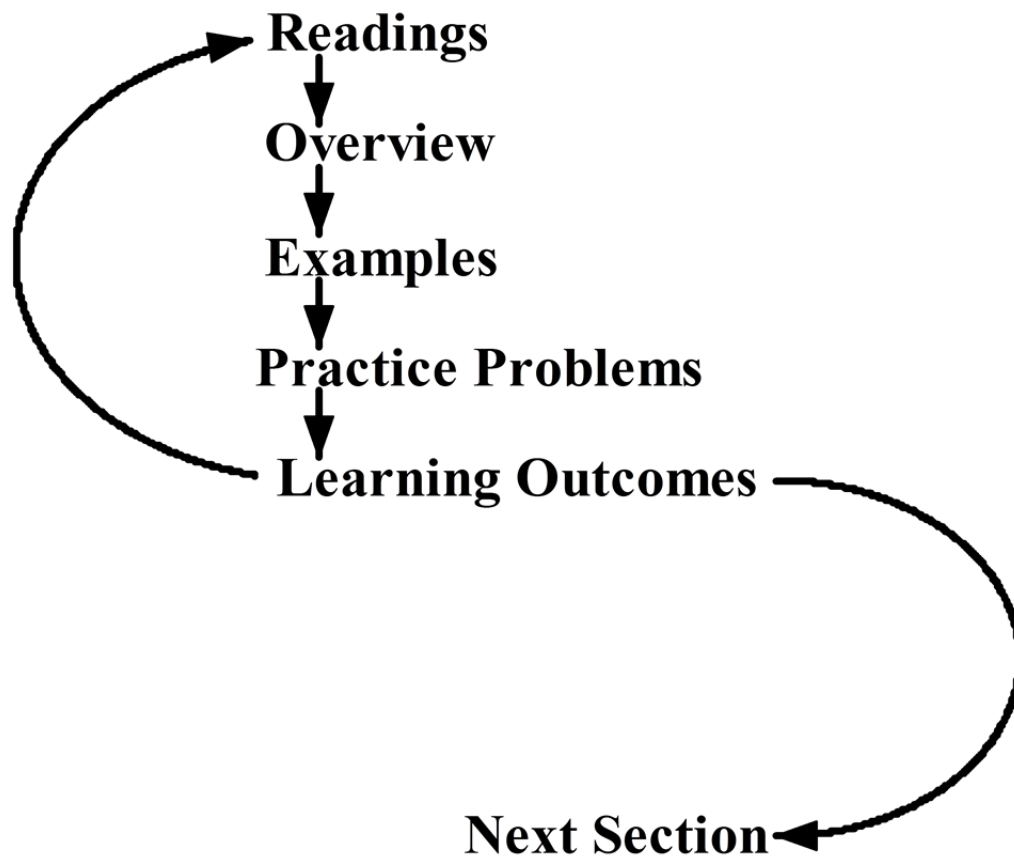 Readings
Overview
Examples
Practice Problems
Learning Outcomes
Next Section